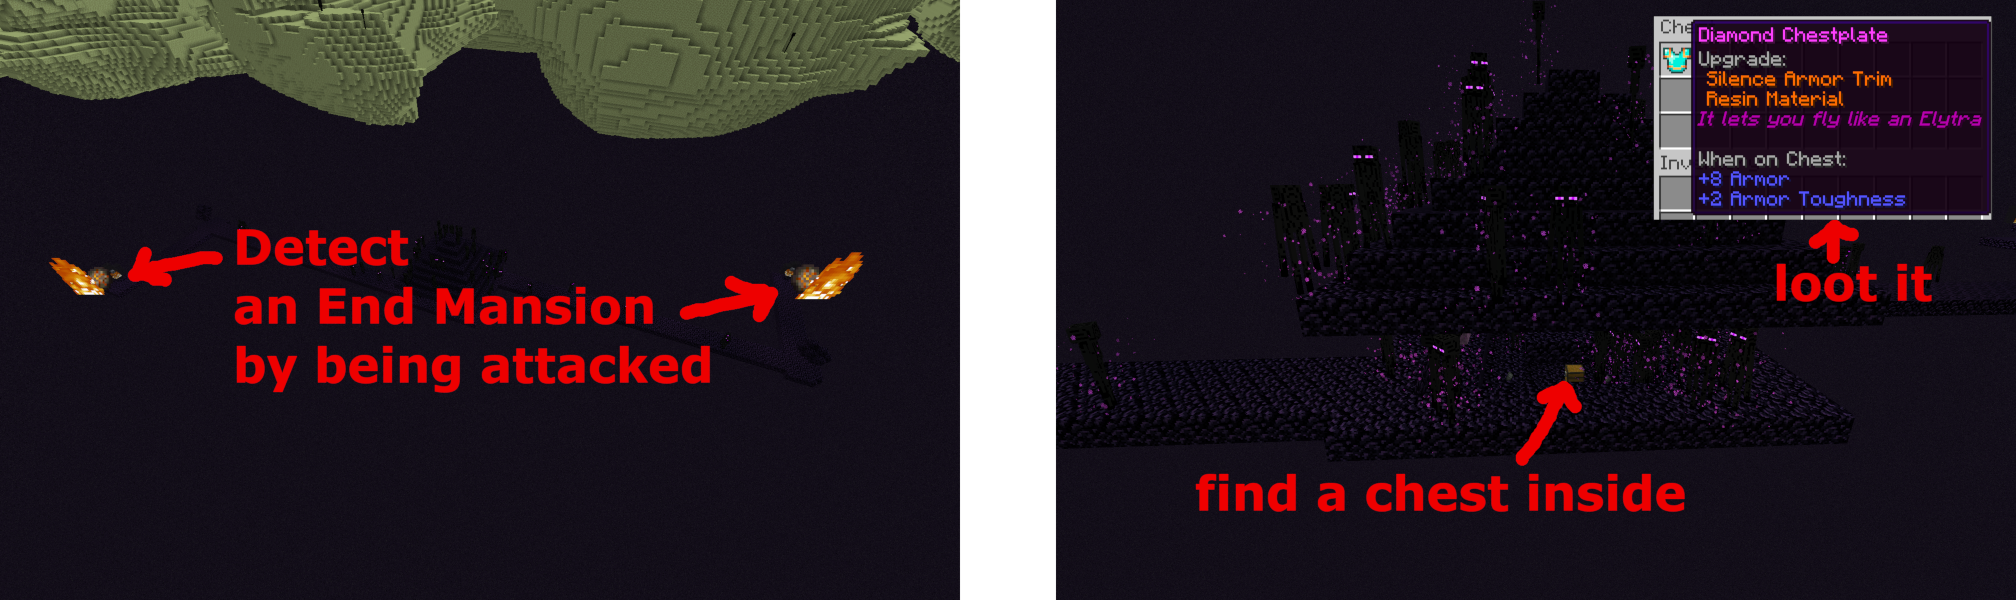 Detect
an End Mansion
by being attacked
Che
Diamond Chestplate
Upgrade:
Silence Armor Trim
Resin Material
It lets you fly like an Elytra
Inv
When on Chest:
+8 Armor
+2 Armor Toughness
loot it
find a chest inside